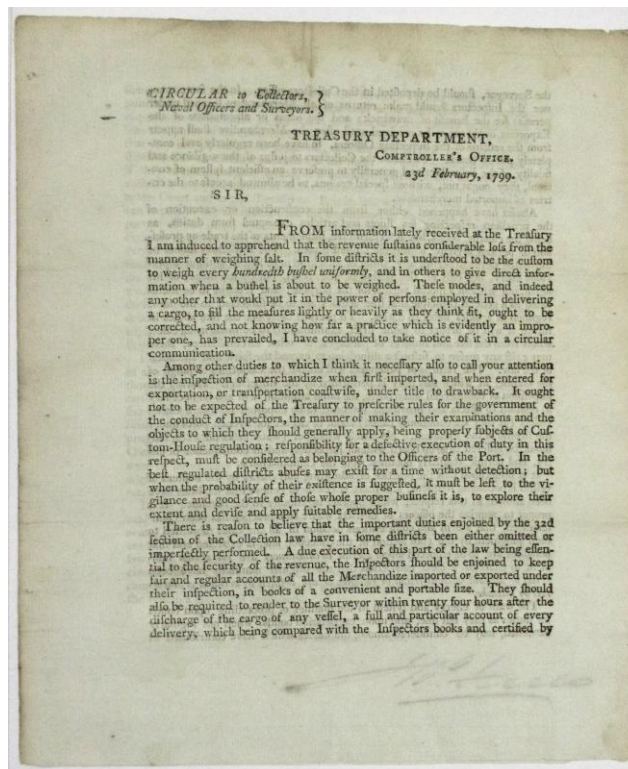 CIRCULAR to Collectors, }
Naval Officers and Surveyors. }
TREASURY DEPARTMENT,
COMPTROLLER'S OFFICE.
23d February, 1799.
SIR,
FROM information lately received at the Treasury
I am induced to apprehend that the revenue ſuſtains conſiderable loſs from the
manner of weighing ſalt. In ſome diſtricts it is underſtood to be the cuſtom
to weigh every hundredth buſhel uniformly, and in others to give direct infor-
mation when a buſhel is about to be weighed. Theſe modes, and indeed
any other that would put it in the power of perſons employed in delivering
a cargo, to fill the meaſures lightly or heavily as they think fit, ought to be
corrected, and not knowing how far a practice which is evidently an impro-
per one, has prevailed, I have concluded to take notice of it in a circular
communication.
Among other duties to which I think it neceſſary alſo to call your attention
is the inſpection of merchandize when firſt imported, and when entered for
exportation, or tranſportation coaſtwiſe, under title to drawback. It ought
not to be expected of the Treaſury to preſcribe rules for the government of
the conduct of Inſpectors, the manner of making their examinations and the
objects to which they ſhould generally apply, being properly ſubjects of Cuſ-
tom-Houſe regulation; reſponſibility for a defective execution of duty in this
reſpect, muſt be conſidered as belonging to the Officers of the Port. In the
beſt regulated diſtricts abuſes may exiſt for a time without detection; but
when the probability of their exiſtence is ſuggeſted, it muſt be left to the vi-
gilance and good ſenſe of thoſe whoſe proper buſineſs it is, to explore their
extent and deviſe and apply ſuitable remedies.
There is reaſon to believe that the important duties enjoined by the 32d
ſection of the Collection law have in ſome diſtricts been either omitted or
imperfectly performed. A due execution of this part of the law being eſſen-
tial to the ſecurity of the revenue, the Inſpectors ſhould be enjoined to keep
fair and regular accounts of all the Merchandize imported or exported under
their inſpection, in books of a convenient and portable ſize. They ſhould
alſo be required to render to the Surveyor within twenty four hours after the
diſcharge of the cargo of any veſſel, a full and particular account of every
delivery, which being compared with the Inſpectors books and certified by